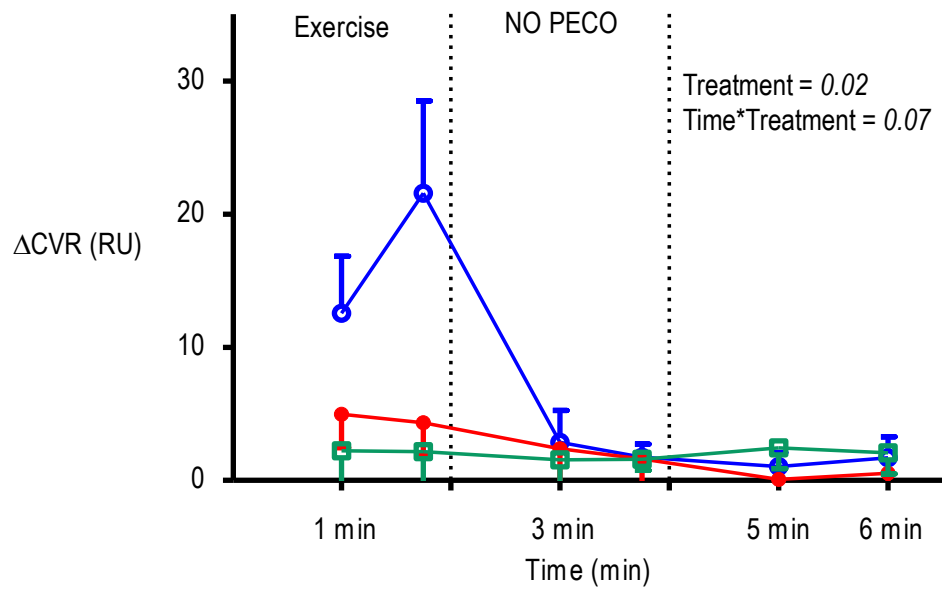 Exercise
NO PECO
30
Treatment = 0.02
Time*Treatment = 0.07
20
ΔCVR (RU)
10
0
1 min
3 min
5 min
6 min
Time (min)